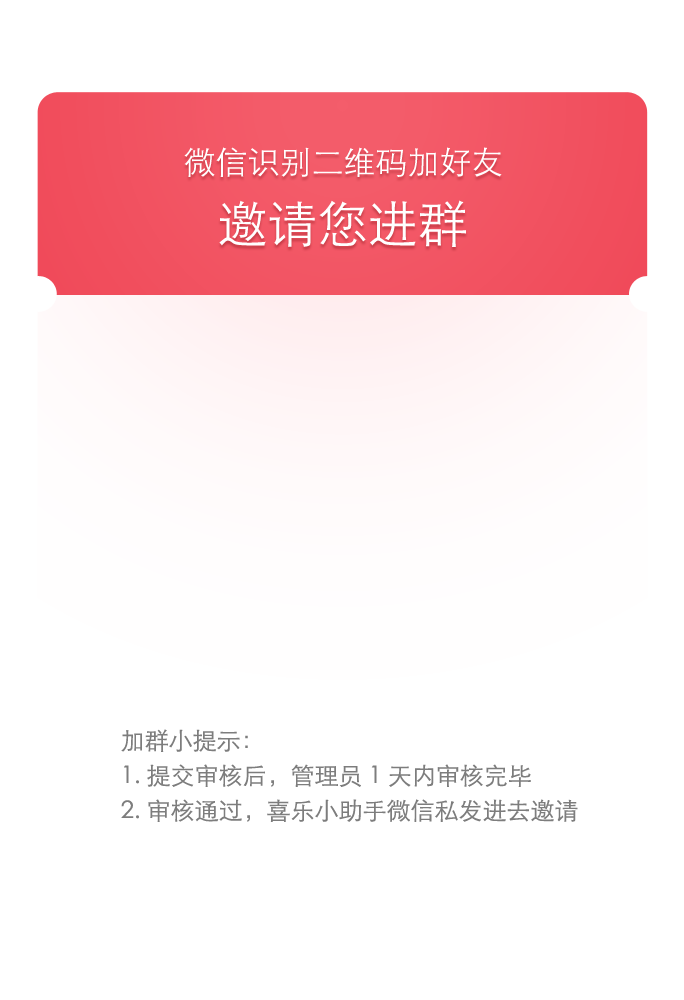 微信识别二维码加好友
邀请您进群
加群小提示：
1. 提交审核后，管理员 1 天内审核完毕
2. 审核通过，喜乐小助手微信私发进去邀请